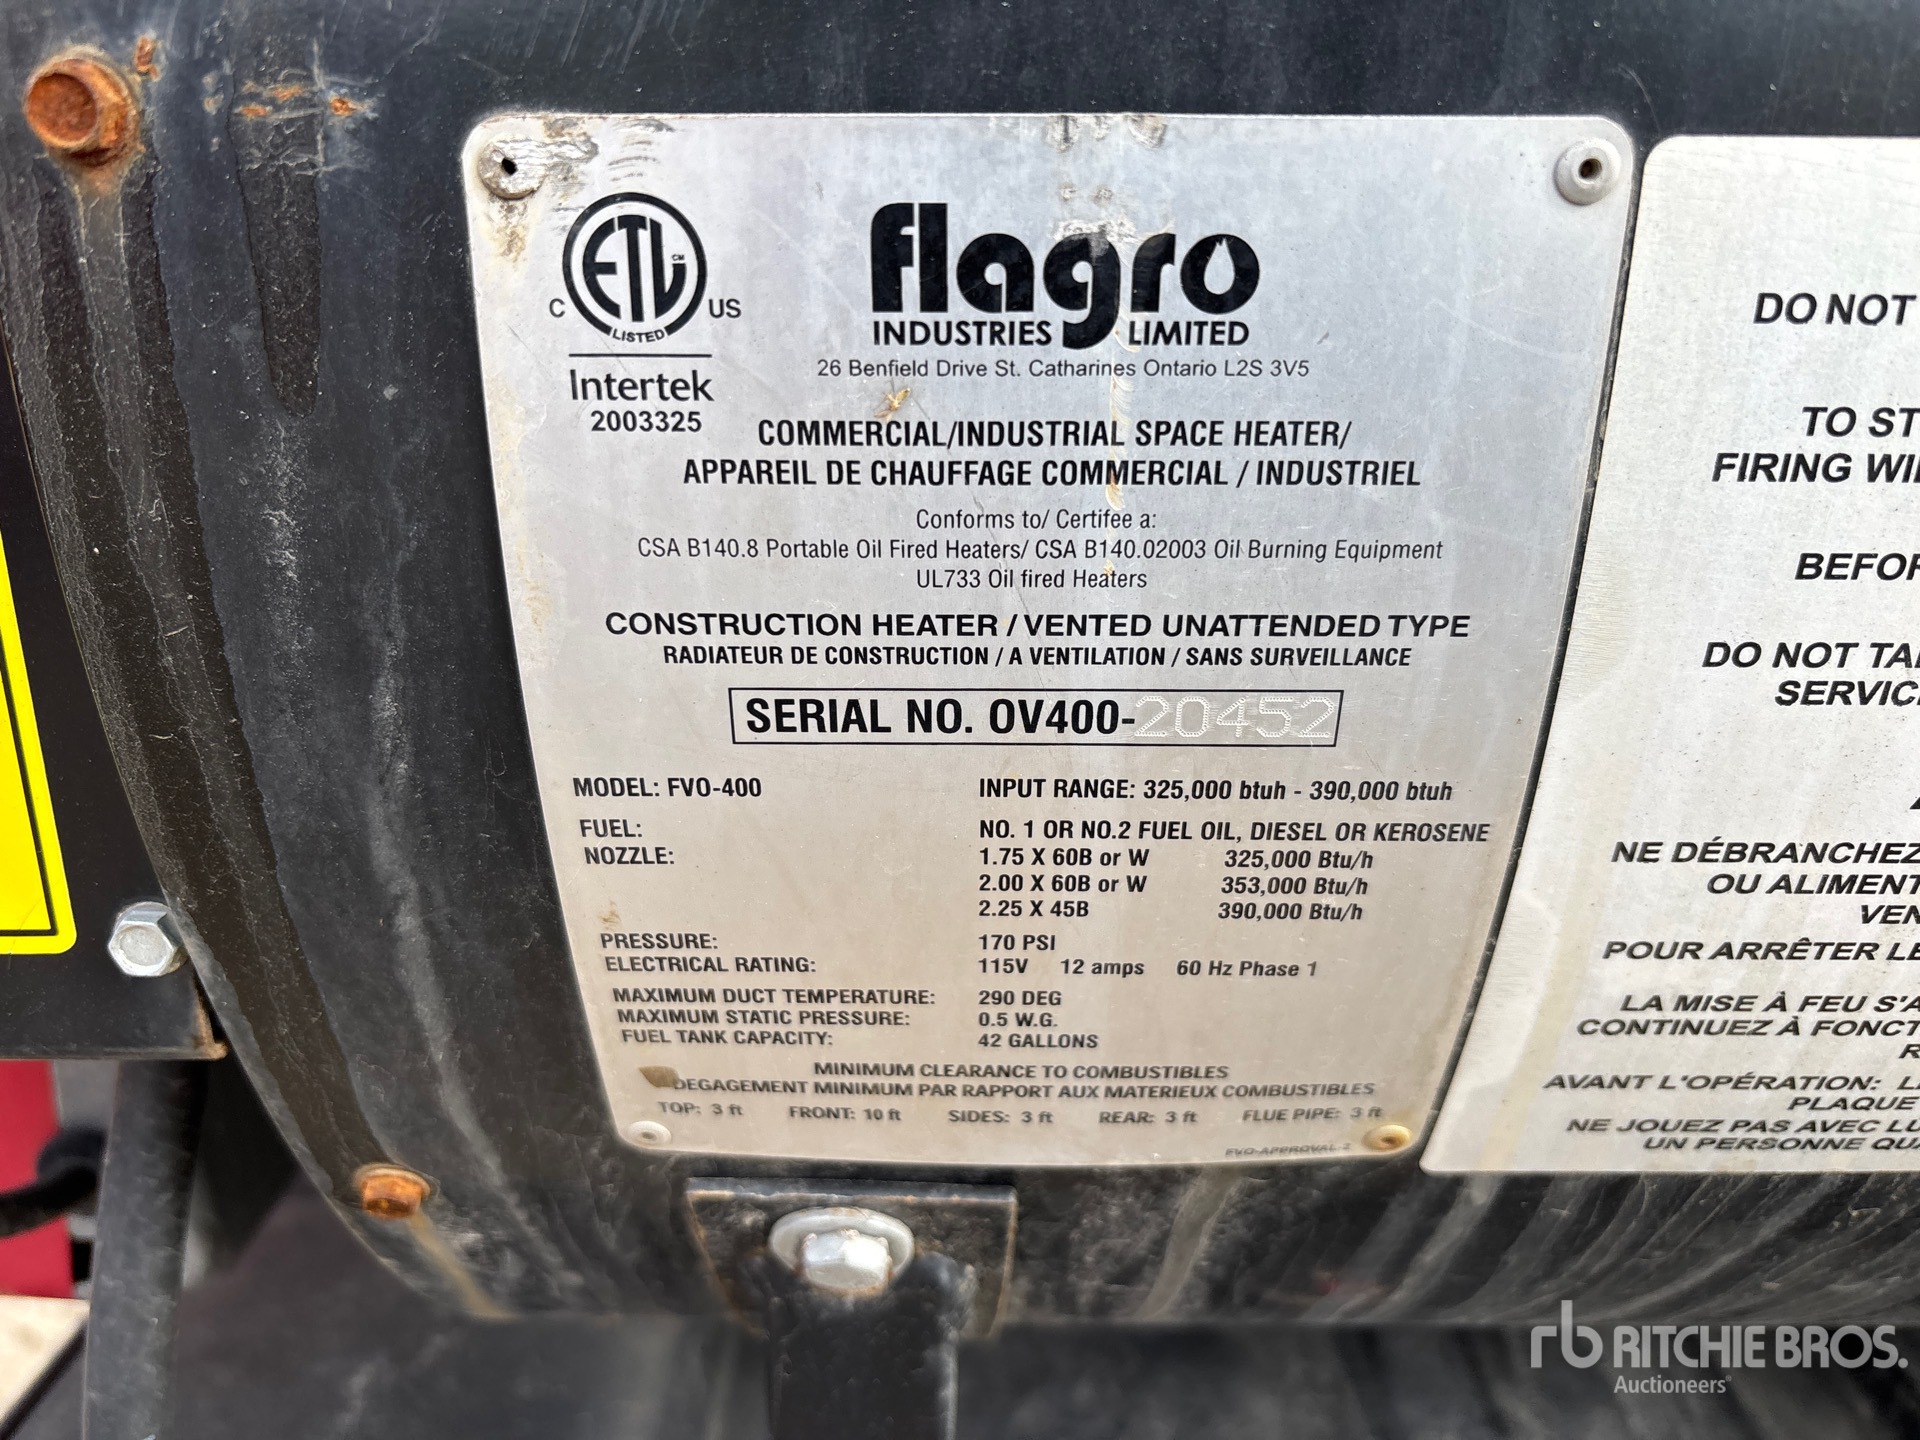 ETL CM
LISTED
C US
Intertek
2003325
flagro
INDUSTRIES LIMITED
26 Benfield Drive St. Catharines Ontario L2S 3V5
COMMERCIAL/INDUSTRIAL SPACE HEATER/
APPAREIL DE CHAUFFAGE COMMERCIAL / INDUSTRIEL
Conforms to/ Certifee a:
CSA B140.8 Portable Oil Fired Heaters/ CSA B140.02003 Oil Burning Equipment
UL733 Oil fired Heaters
CONSTRUCTION HEATER / VENTED UNATTENDED TYPE
RADIATEUR DE CONSTRUCTION / A VENTILATION / SANS SURVEILLANCE
SERIAL NO. OV400-20452
MODEL: FVO-400 INPUT RANGE: 325,000 btuh - 390,000 btuh
FUEL: NO. 1 OR NO.2 FUEL OIL, DIESEL OR KEROSENE
NOZZLE: 1.75 X 60B or W 325,000 Btu/h
2.00 X 60B or W 353,000 Btu/h
2.25 X 45B 390,000 Btu/h
PRESSURE: 170 PSI
ELECTRICAL RATING: 115V 12 amps 60 Hz Phase 1
MAXIMUM DUCT TEMPERATURE: 290 DEG
MAXIMUM STATIC PRESSURE: 0.5 W.G.
FUEL TANK CAPACITY: 42 GALLONS
MINIMUM CLEARANCE TO COMBUSTIBLES
DEGAGEMENT MINIMUM PAR RAPPORT AUX MATERIEUX COMBUSTIBLES
TOP: 3 ft FRONT: 10 ft SIDES: 3 ft REAR: 3 ft FLUE PIPE: 3 ft
FVO-APPROVAL-2
DO NOT
TO ST
FIRING WI
BEFOR
DO NOT TA
SERVIC
NE DÉBRANCHEZ
OU ALIMENT
VEN
POUR ARRÊTER LE
LA MISE À FEU S'A
CONTINUEZ À FONCT
R
AVANT L'OPÉRATION: L
PLAQUE
NE JOUEZ PAS AVEC LU
UN PERSONNE QUA
rb RITCHIE BROS.
Auctioneers